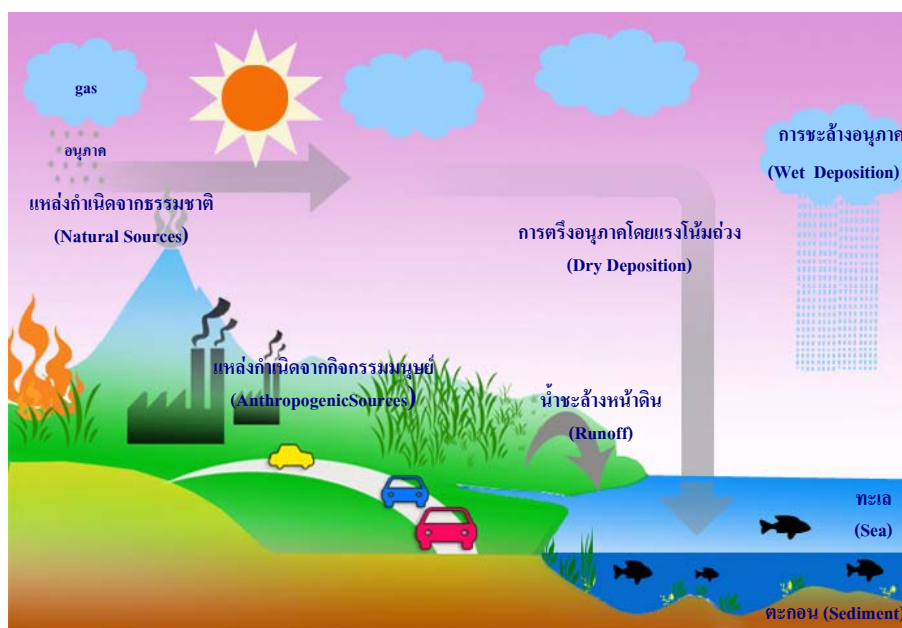 gas
อนุภาค
แหล่งกำเนิดจากธรรมชาติ
(Natural Sources)
การชะล้างอนุภาค
(Wet Deposition)
การตรึงอนุภาคโดยแรงโน้มถ่วง
(Dry Deposition)
แหล่งกำเนิดจากกิจกรรมมนุษย์
(AnthropogenicSources)
น้ำชะล้างหน้าดิน
(Runoff)
ทะเล
(Sea)
ตะกอน (Sediment)